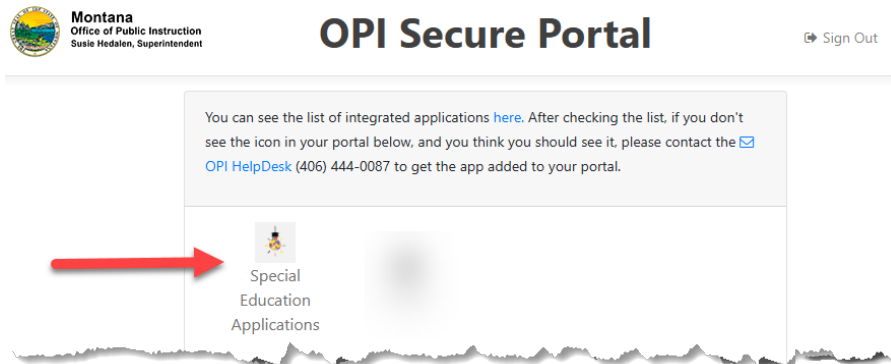 Montana
Office of Public Instruction
Susie Hedalen, Superintendent
OPI Secure Portal
Sign Out
You can see the list of integrated applications here. After checking the list, if you don't
see the icon in your portal below, and you think you should see it, please contact the
OPI HelpDesk (406) 444-0087 to get the app added to your portal.
Special
Education
Applications